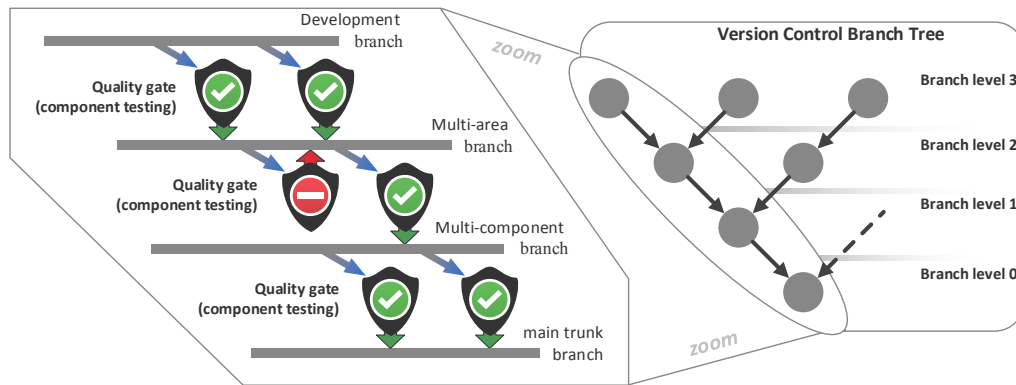 Development
branch
Quality gate
(component testing)
Multi-area
branch
Quality gate
(component testing)
Multi-component
branch
Quality gate
(component testing)
main trunk
branch
zoom
zoom
Version Control Branch Tree
Branch level 3
Branch level 2
Branch level 1
Branch level 0